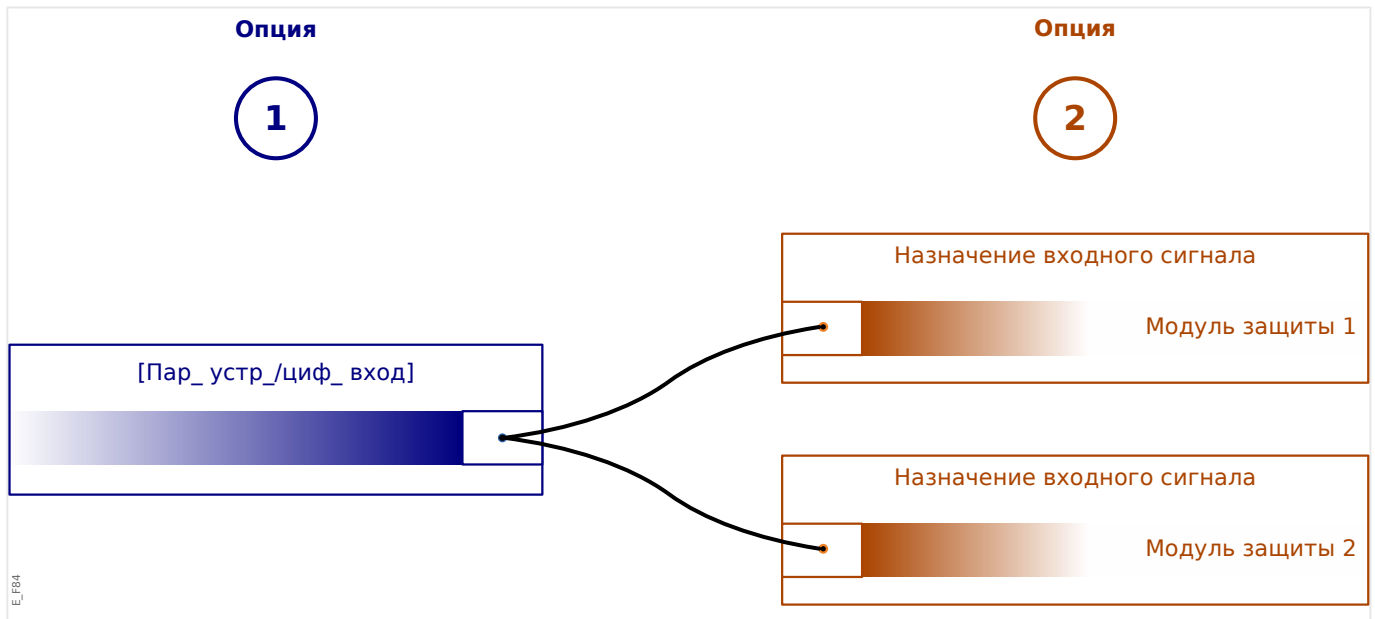 Опция
1
Опция
2
[Пар_ устр_/циф_ вход]
Назначение входного сигнала
Модуль защиты 1
Назначение входного сигнала
Модуль защиты 2
E_F84